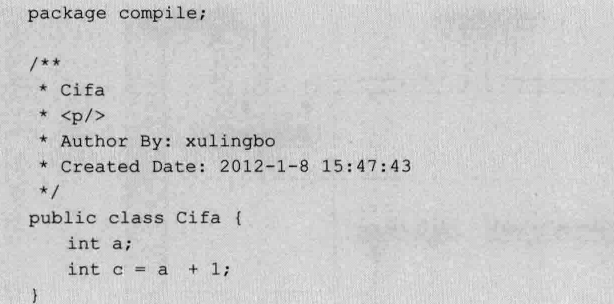 package compile;

/**
 * Cifa
 * <p/>
 * Author By: xulingbo
 * Created Date: 2012-1-8 15:47:43
 */
public class Cifa {
    int a;
    int c = a  + 1;
}